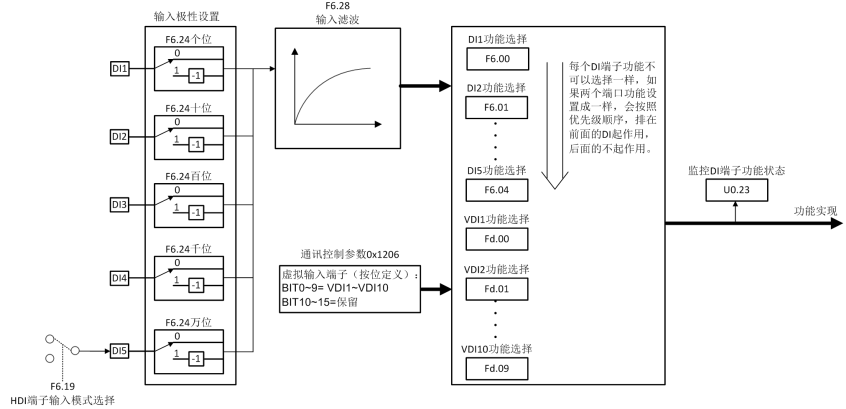 输入极性设置
F6.24个位
0
1
-1
DI1
F6.24十位
0
1
-1
DI2
F6.24百位
0
1
-1
DI3
F6.24千位
0
1
-1
DI4
F6.24万位
0
1
-1
DI5
F6.19
HDI端子输入模式选择
F6.28
输入滤波
通讯控制参数0x1206
虚拟输入端子（按位定义）：
BIT0~9= VDI1~VDI10
BIT10~15=保留
DI1功能选择
F6.00
DI2功能选择
F6.01
DI5功能选择
F6.04
VDI1功能选择
Fd.00
VDI2功能选择
Fd.01
VDI10功能选择
Fd.09
每个DI端子功能不
可以选择一样，如
果两个端口功能设
置成一样，会按照
优先级顺序，排在
前面的DI起作用，
后面的不起作用。
监控DI端子功能状态
U0.23
功能实现